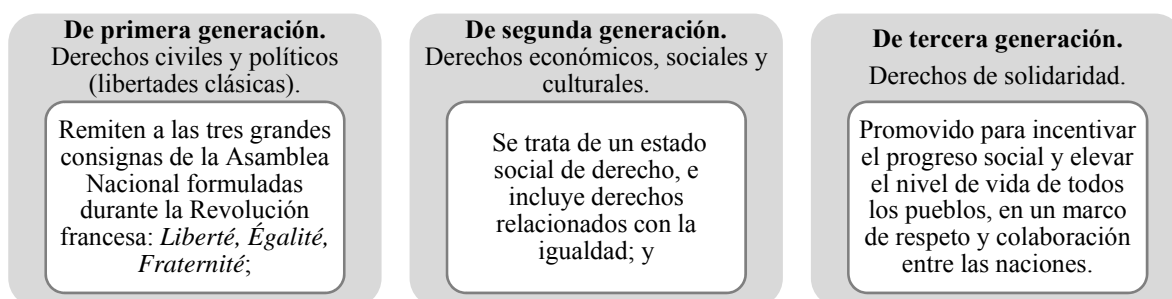 De primera generación.
Derechos civiles y políticos
(libertades clásicas).
Remiten a las tres grandes
consignas de la Asamblea
Nacional formuladas
durante la Revolución
francesa: Liberté, Égalité,
Fraternité;
De segunda generación.
Derechos económicos, sociales y
culturales.
Se trata de un estado
social de derecho, e
incluye derechos
relacionados con la
igualdad; y
De tercera generación.
Derechos de solidaridad.
Promovido para incentivar
el progreso social y elevar
el nivel de vida de todos
los pueblos, en un marco
de respeto y colaboración
entre las naciones.